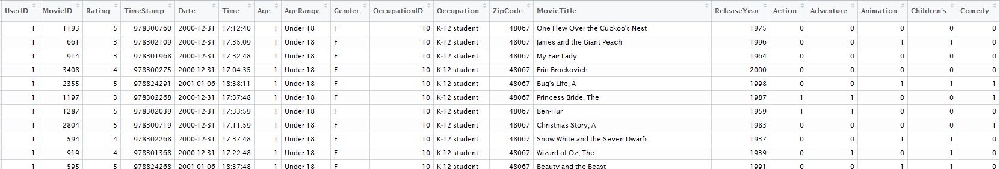 UserID MovieID Rating TimeStamp Date Time Age AgeRange Gender OccupationID Occupation ZipCode MovieTitle ReleaseYear Action Adventure Animation Children's Comedy
1 1193 5 978300760 2000-12-31 17:12:40 1 Under 18 F 10 K-12 student 48067 One Flew Over the Cuckoo's Nest 1975 0 0 0 0 0
1 661 3 978302109 2000-12-31 17:35:09 1 Under 18 F 10 K-12 student 48067 James and the Giant Peach 1996 0 0 1 1 0
1 914 3 978301968 2000-12-31 17:32:48 1 Under 18 F 10 K-12 student 48067 My Fair Lady 1964 0 0 0 0 0
1 3408 4 978300275 2000-12-31 17:04:35 1 Under 18 F 10 K-12 student 48067 Erin Brockovich 2000 0 0 0 0 0
1 2355 5 978824291 2001-01-06 18:38:11 1 Under 18 F 10 K-12 student 48067 Bug's Life, A 1998 0 0 1 1 1
1 1197 3 978302268 2000-12-31 17:37:48 1 Under 18 F 10 K-12 student 48067 Princess Bride, The 1987 1 1 0 0 1
1 1287 5 978302039 2000-12-31 17:33:59 1 Under 18 F 10 K-12 student 48067 Ben-Hur 1959 1 1 0 0 0
1 2804 5 978300719 2000-12-31 17:11:59 1 Under 18 F 10 K-12 student 48067 Christmas Story, A 1983 0 0 0 0 1
1 594 4 978302268 2000-12-31 17:37:48 1 Under 18 F 10 K-12 student 48067 Snow White and the Seven Dwarfs 1937 0 0 1 1 0
1 919 4 978301368 2000-12-31 17:22:48 1 Under 18 F 10 K-12 student 48067 Wizard of Oz, The 1939 0 1 0 1 0
1 595 5 978824268 2001-01-06 18:37:48 1 Under 18 F 10 K-12 student 48067 Beauty and the Beast 1991 0 0 1 1 0